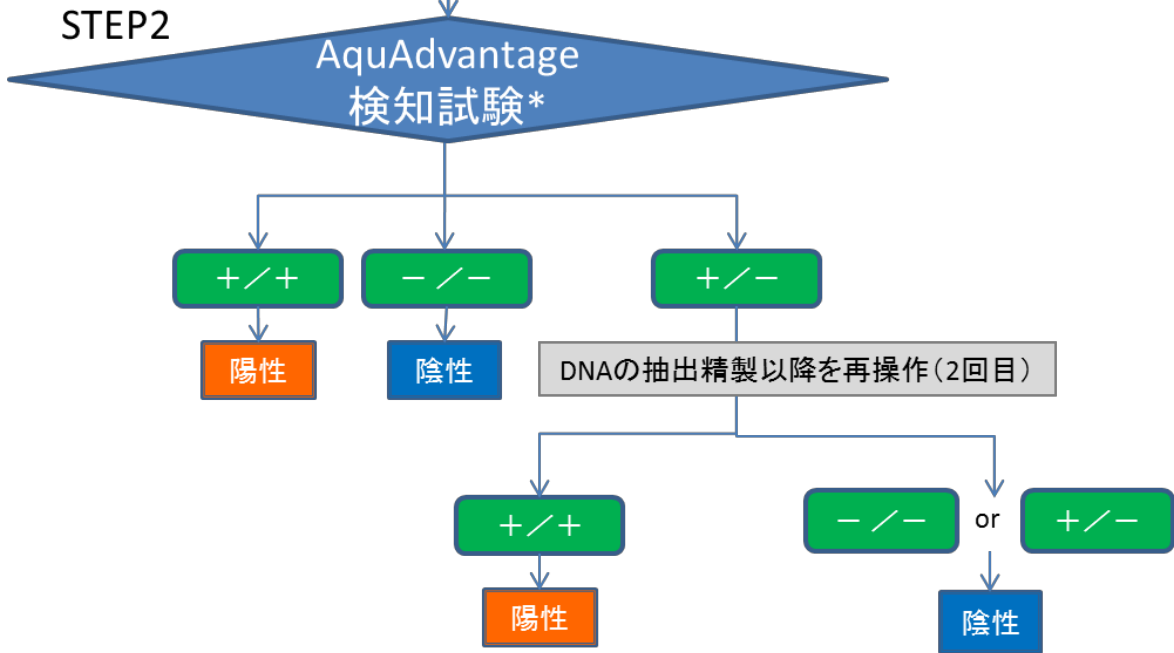 STEP2
AquAdvantage
検知試験*
＋／＋
－／－
＋／－
陽性
陰性
DNAの抽出精製以降を再操作（2回目）
＋／＋
－／－
or
＋／－
陽性
陰性